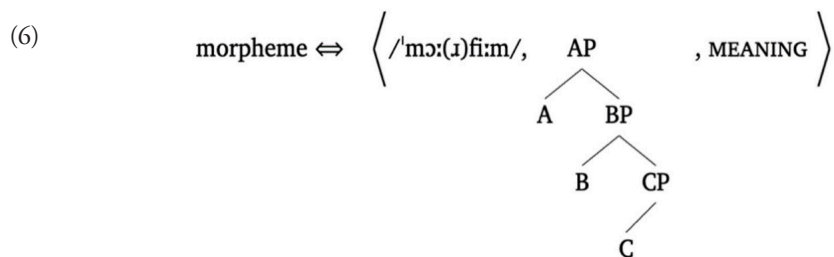 (6) morpheme ⇔ ⟨/ˈmɔː(ɹ)fiːm/, AP , MEANING⟩
A BP
B CP
C